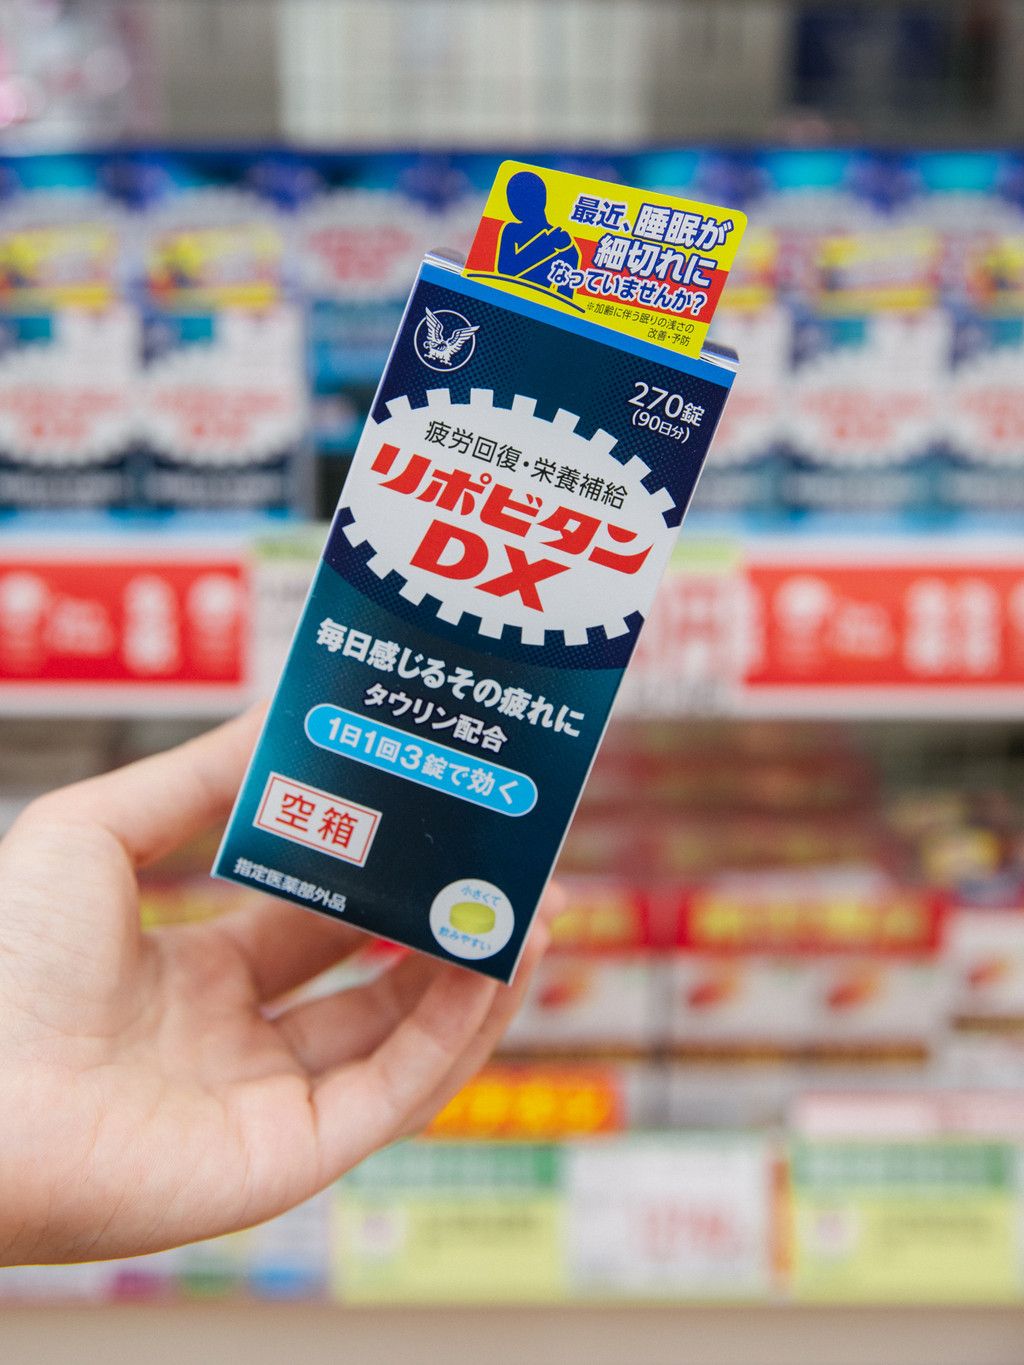 最近、睡眠が
細切れに
なっていませんか?
※加齢に伴う眠りの浅さの
改善・予防
270錠
(90日分)
疲労回復・栄養補給
リポビタン
DX
毎日感じるその疲れに
タウリン配合
1日1回3錠で効く
空箱
指定医薬部外品
小さくて
飲みやすい